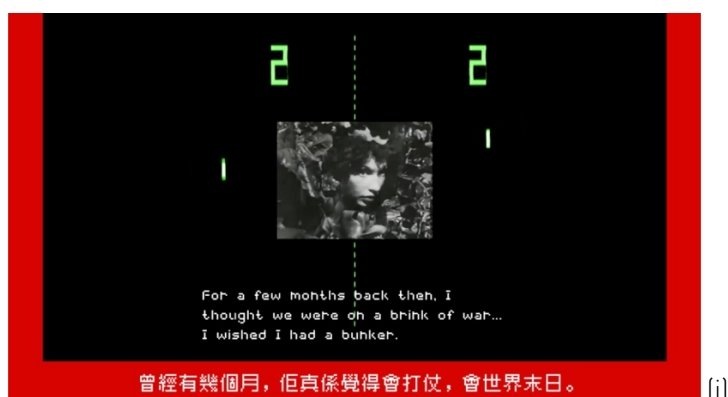 2 2
For a few months back then, I
thought we were on a brink of war...
I wished I had a bunker.
曾經有幾個月，佢真係覺得會打仗，會世界末日。
(i)